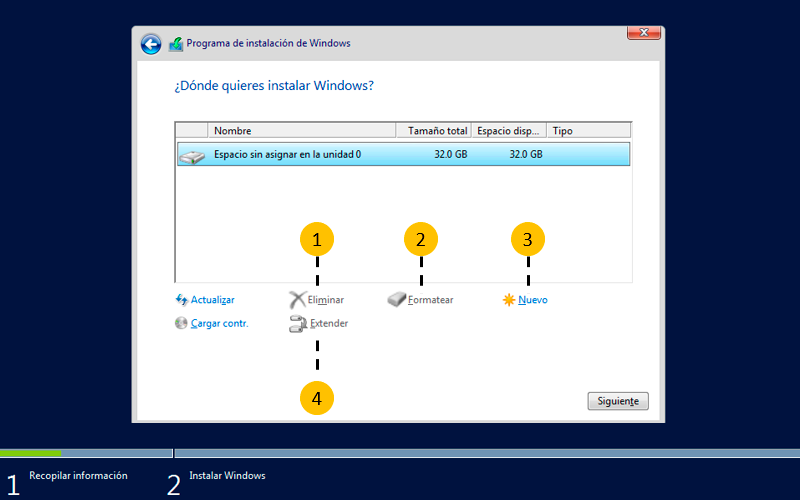 Programa de instalación de Windows
¿Dónde quieres instalar Windows?
Nombre Tamaño total Espacio disp... Tipo
Espacio sin asignar en la unidad 0 32.0 GB 32.0 GB
1 2 3
Actualizar Eliminar Formatear Nuevo
Cargar contr. Extender
4
Siguiente
1 Recopilar información 2 Instalar Windows